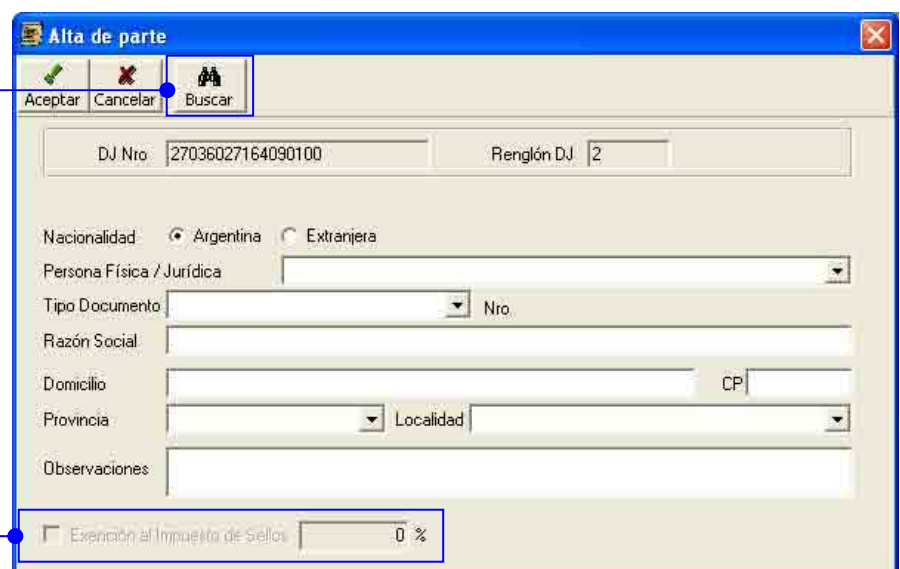 Alta de parte
Aceptar Cancelar Buscar
DJ Nro 27036027164090100 Renglón DJ 2
Nacionalidad Argentina Extranjera
Persona Física / Jurídica
Tipo Documento Nro
Razón Social
Domicilio CP
Provincia Localidad
Observaciones
Exención al Impuesto de Sellos 0 %